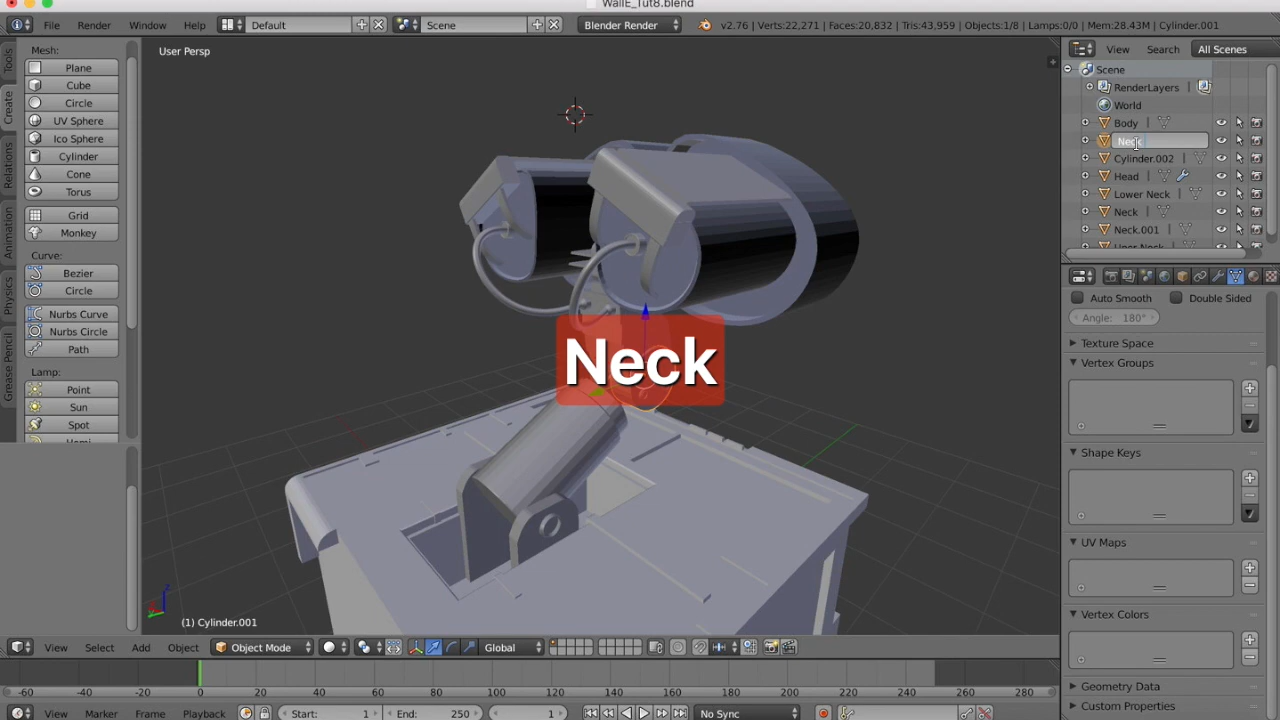 WallE_Tut8.blend
File Render Window Help Default Scene Blender Render v2.76 | Verts:22,271 | Faces:20,832 | Tris:43,959 | Objects:1/8 | Lamps:0/0 | Mem:28.43M | Cylinder.001
Tools
Create
Relations
Animation
Physics
Grease Pencil
Mesh:
Plane
Cube
Circle
UV Sphere
Ico Sphere
Cylinder
Cone
Torus
Grid
Monkey
Curve:
Bezier
Circle
Nurbs Curve
Nurbs Circle
Path
Lamp:
Point
Sun
Spot
Hemi
User Persp
Neck
(1) Cylinder.001
View Search All Scenes
Scene
RenderLayers
World
Body
Neck
Cylinder.002
Head
Lower Neck
Neck
Neck.001
Upper Neck
Auto Smooth Double Sided
Angle: 180°
Texture Space
Vertex Groups
Shape Keys
UV Maps
Vertex Colors
Geometry Data
Custom Properties
View Select Add Object Object Mode Global
-60 -40 -20 0 20 40 60 80 100 120 140 160 180 200 220 240 260 280
View Marker Frame Playback Start: 1 End: 250 1 No Sync